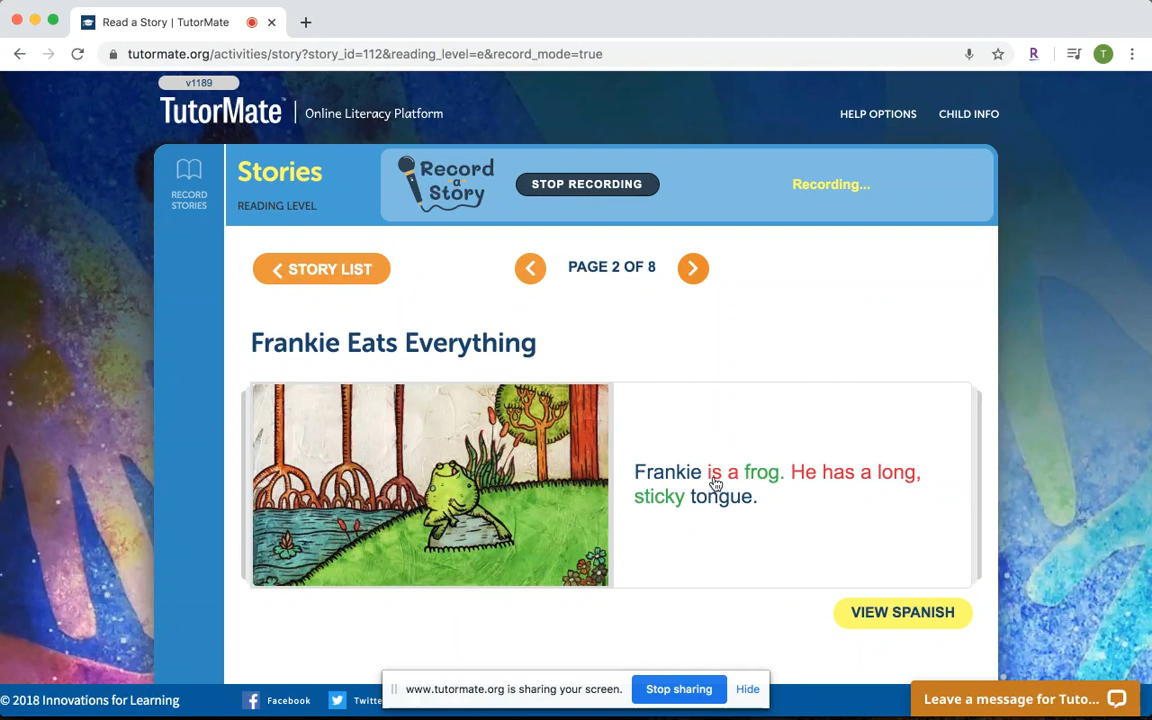 Read a Story | TutorMate
tutormate.org/activities/story?story_id=112&reading_level=e&record_mode=true
R
T
v1189
TutorMate™ | Online Literacy Platform
HELP OPTIONS
CHILD INFO
RECORD
STORIES
Stories
READING LEVEL
Record
a
Story
STOP RECORDING
Recording...
STORY LIST
PAGE 2 OF 8
Frankie Eats Everything
Frankie is a frog. He has a long,
sticky tongue.
VIEW SPANISH
www.tutormate.org is sharing your screen.
Stop sharing
Hide
© 2018 Innovations for Learning
Facebook
Twitte
Leave a message for Tuto...